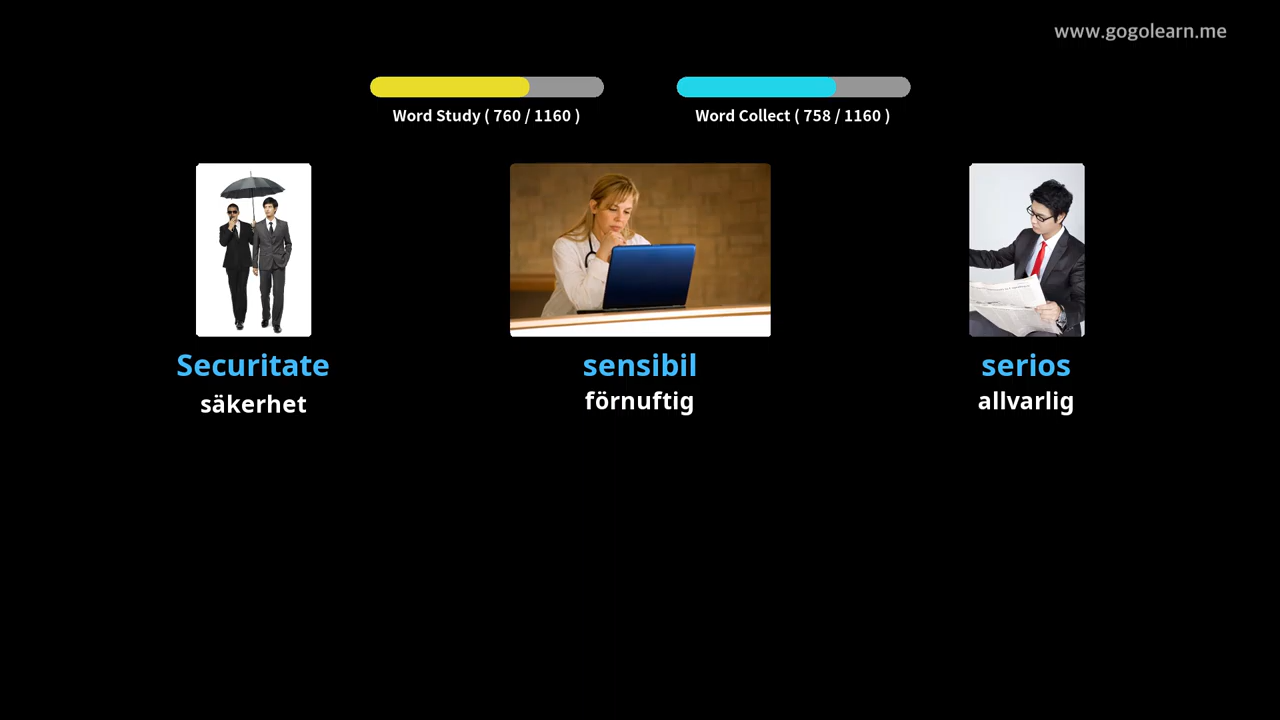 www.gogolearn.me
Word Study ( 760 / 1160 )
Word Collect ( 758 / 1160 )
Securitate
säkerhet
sensibil
förnuftig
serios
allvarlig